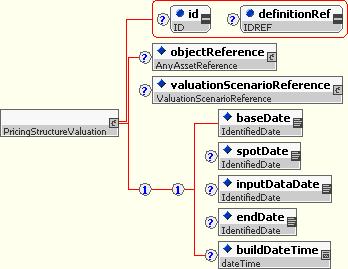 id
ID
definitionRef
IDREF
objectReference
AnyAssetReference
valuationScenarioReference
ValuationScenarioReference
PricingStructureValuation
baseDate
IdentifiedDate
spotDate
IdentifiedDate
inputDataDate
IdentifiedDate
endDate
IdentifiedDate
buildDateTime
dateTime
?
?
?
?
1
1
?
?
?
?